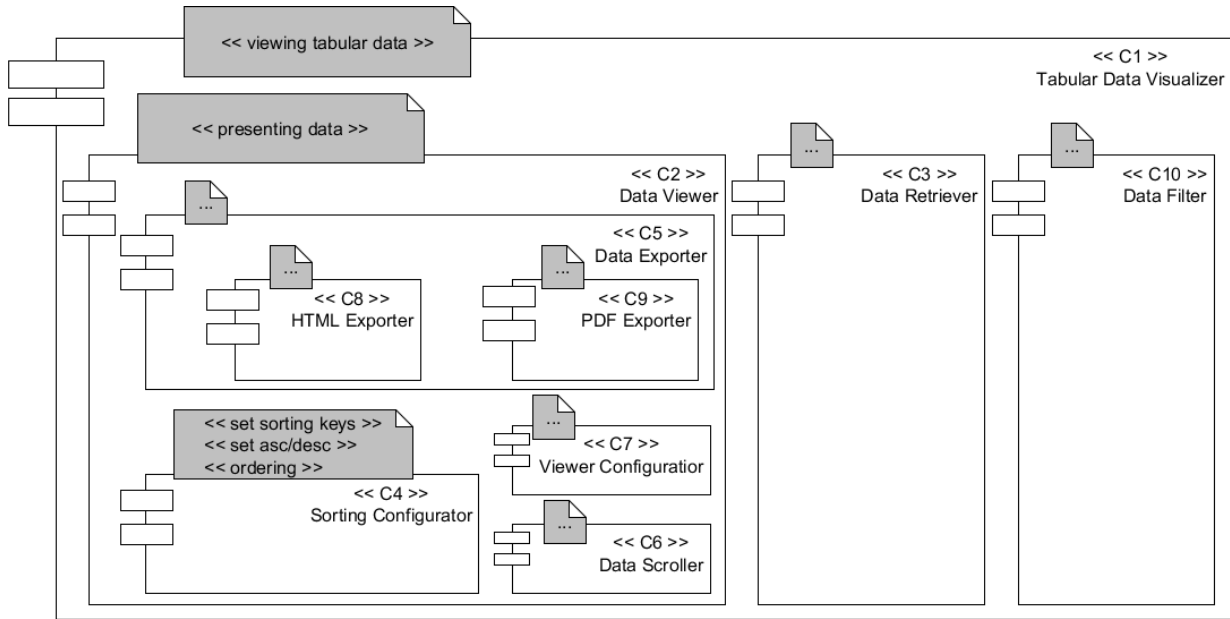 << viewing tabular data >>
<< C1 >>
Tabular Data Visualizer
<< presenting data >>
...
...
<< C2 >>
Data Viewer
<< C3 >>
Data Retriever
<< C10 >>
Data Filter
...
<< C5 >>
Data Exporter
...
...
<< C8 >>
HTML Exporter
<< C9 >>
PDF Exporter
<< set sorting keys >>
<< set asc/desc >>
<< ordering >>
...
<< C7 >>
Viewer Configuratior
<< C4 >>
Sorting Configurator
...
<< C6 >>
Data Scroller